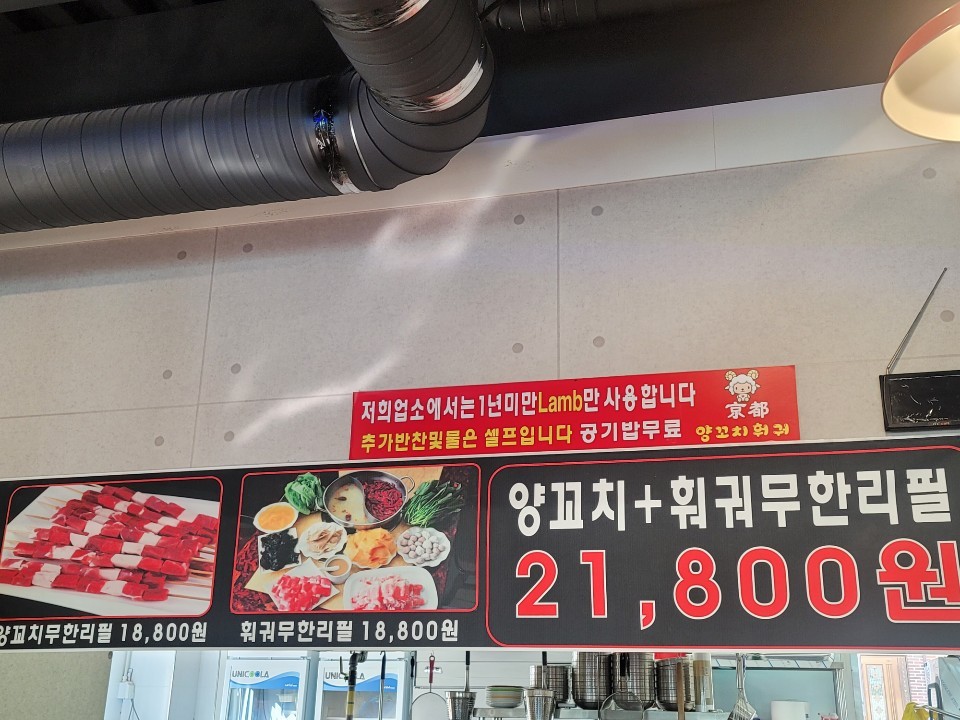 저희업소에서는1년미만Lamb만 사용합니다
추가반찬및물은 셀프입니다 공기밥무료
京都
양꼬치훠궈
양꼬치무한리필 18,800원
훠궈무한리필 18,800원
양꼬치+훠궈무한리필
21,800원
UNICOOLA
UNICOOLA